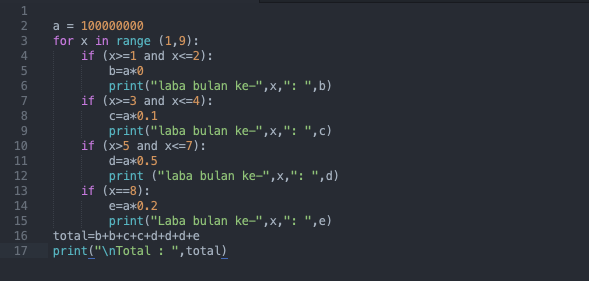 1
2 a = 100000000
3 for x in range (1,9):
4     if (x>=1 and x<=2):
5         b=a*0
6         print("laba bulan ke-",x,": ",b)
7     if (x>=3 and x<=4):
8         c=a*0.1
9         print("laba bulan ke-",x,": ",c)
10     if (x>5 and x<=7):
11         d=a*0.5
12         print ("laba bulan ke-",x,": ",d)
13     if (x==8):
14         e=a*0.2
15         print("Laba bulan ke-",x,": ",e)
16 total=b+b+c+c+d+d+d+e
17 print("\nTotal : ",total)